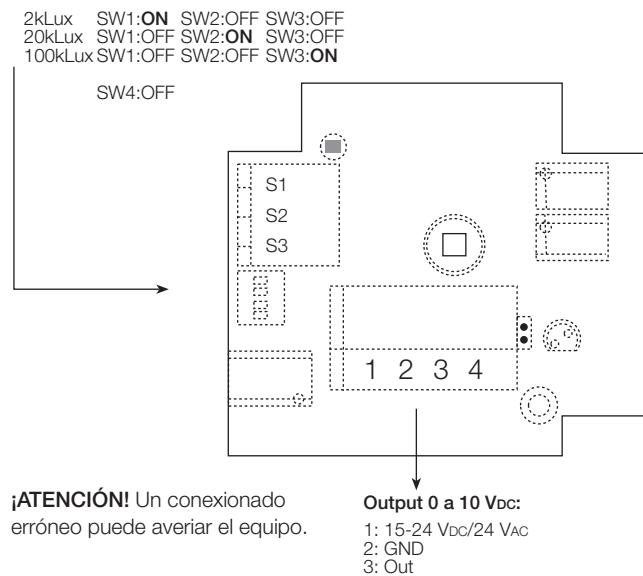 2kLux SW1:ON SW2:OFF SW3:OFF
20kLux SW1:OFF SW2:ON SW3:OFF
100kLux SW1:OFF SW2:OFF SW3:ON
SW4:OFF
S1
S2
S3
1 2 3 4
¡ATENCIÓN! Un conexionado
erróneo puede averiar el equipo.
Output 0 a 10 VDC:
1: 15-24 VDC/24 VAC
2: GND
3: Out